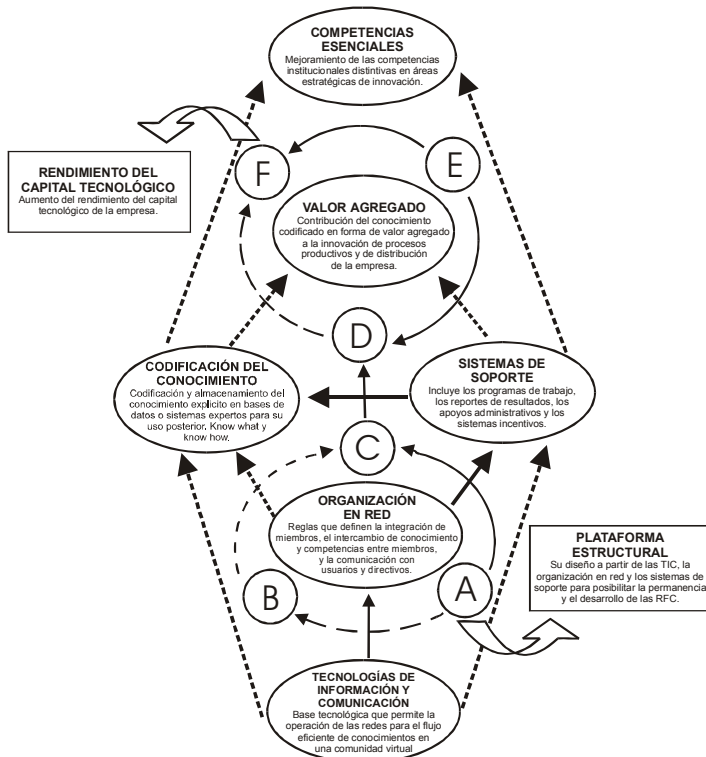 COMPETENCIAS
ESENCIALES
Mejoramiento de las competencias
institucionales distintivas en áreas
estratégicas de innovación.
F
E
RENDIMIENTO DEL
CAPITAL TECNOLÓGICO
Aumento del rendimiento del capital
tecnológico de la empresa.
VALOR AGREGADO
Contribución del conocimiento
codificado en forma de valor agregado
a la innovación de procesos
productivos y de distribución
de la empresa.
D
CODIFICACIÓN DEL
CONOCIMIENTO
Codificación y almacenamiento del
conocimiento explicito en bases de
datos o sistemas expertos para su
uso posterior. Know what y
know how.
SISTEMAS DE
SOPORTE
Incluye los programas de trabajo,
los reportes de resultados, los
apoyos administrativos y los
sistemas incentivos.
C
ORGANIZACIÓN
EN RED
Reglas que definen la integración de
miembros, el intercambio de conocimiento
y competencias entre miembros,
y la comunicación con
usuarios y directivos.
B
A
PLATAFORMA
ESTRUCTURAL
Su diseño a partir de las TIC, la
organización en red y los sistemas de
soporte para posibilitar la permanencia
y el desarrollo de las RFC.
TECNOLOGÍAS DE
INFORMACIÓN Y
COMUNICACIÓN
Base tecnológica que permite la
operación de las redes para el flujo
eficiente de conocimientos en
una comunidad virtual